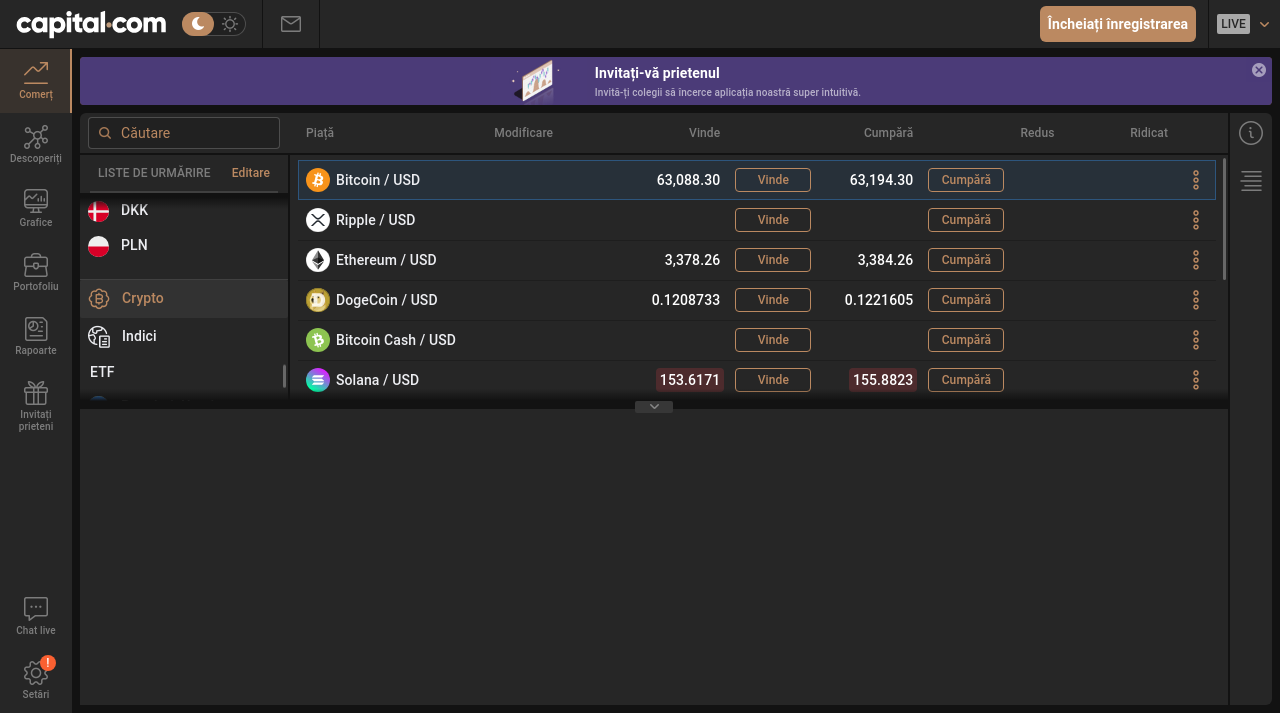 capital.com
Încheiați înregistrarea
LIVE
Invitați-vă prietenul
Invită-ți colegii să încerce aplicația noastră super intuitivă.
Comerț
Descoperiți
Grafice
Portofoliu
Rapoarte
Invitați
prieteni
Chat live
Setări
!
Căutare
LISTE DE URMĂRIRE Editare
DKK
PLN
Crypto
Indici
ETF
Piață Modificare Vinde Cumpără Redus Ridicat
Bitcoin / USD 63,088.30 Vinde 63,194.30 Cumpără
Ripple / USD Vinde Cumpără
Ethereum / USD 3,378.26 Vinde 3,384.26 Cumpără
DogeCoin / USD 0.1208733 Vinde 0.1221605 Cumpără
Bitcoin Cash / USD Vinde Cumpără
Solana / USD 153.6171 Vinde 155.8823 Cumpără